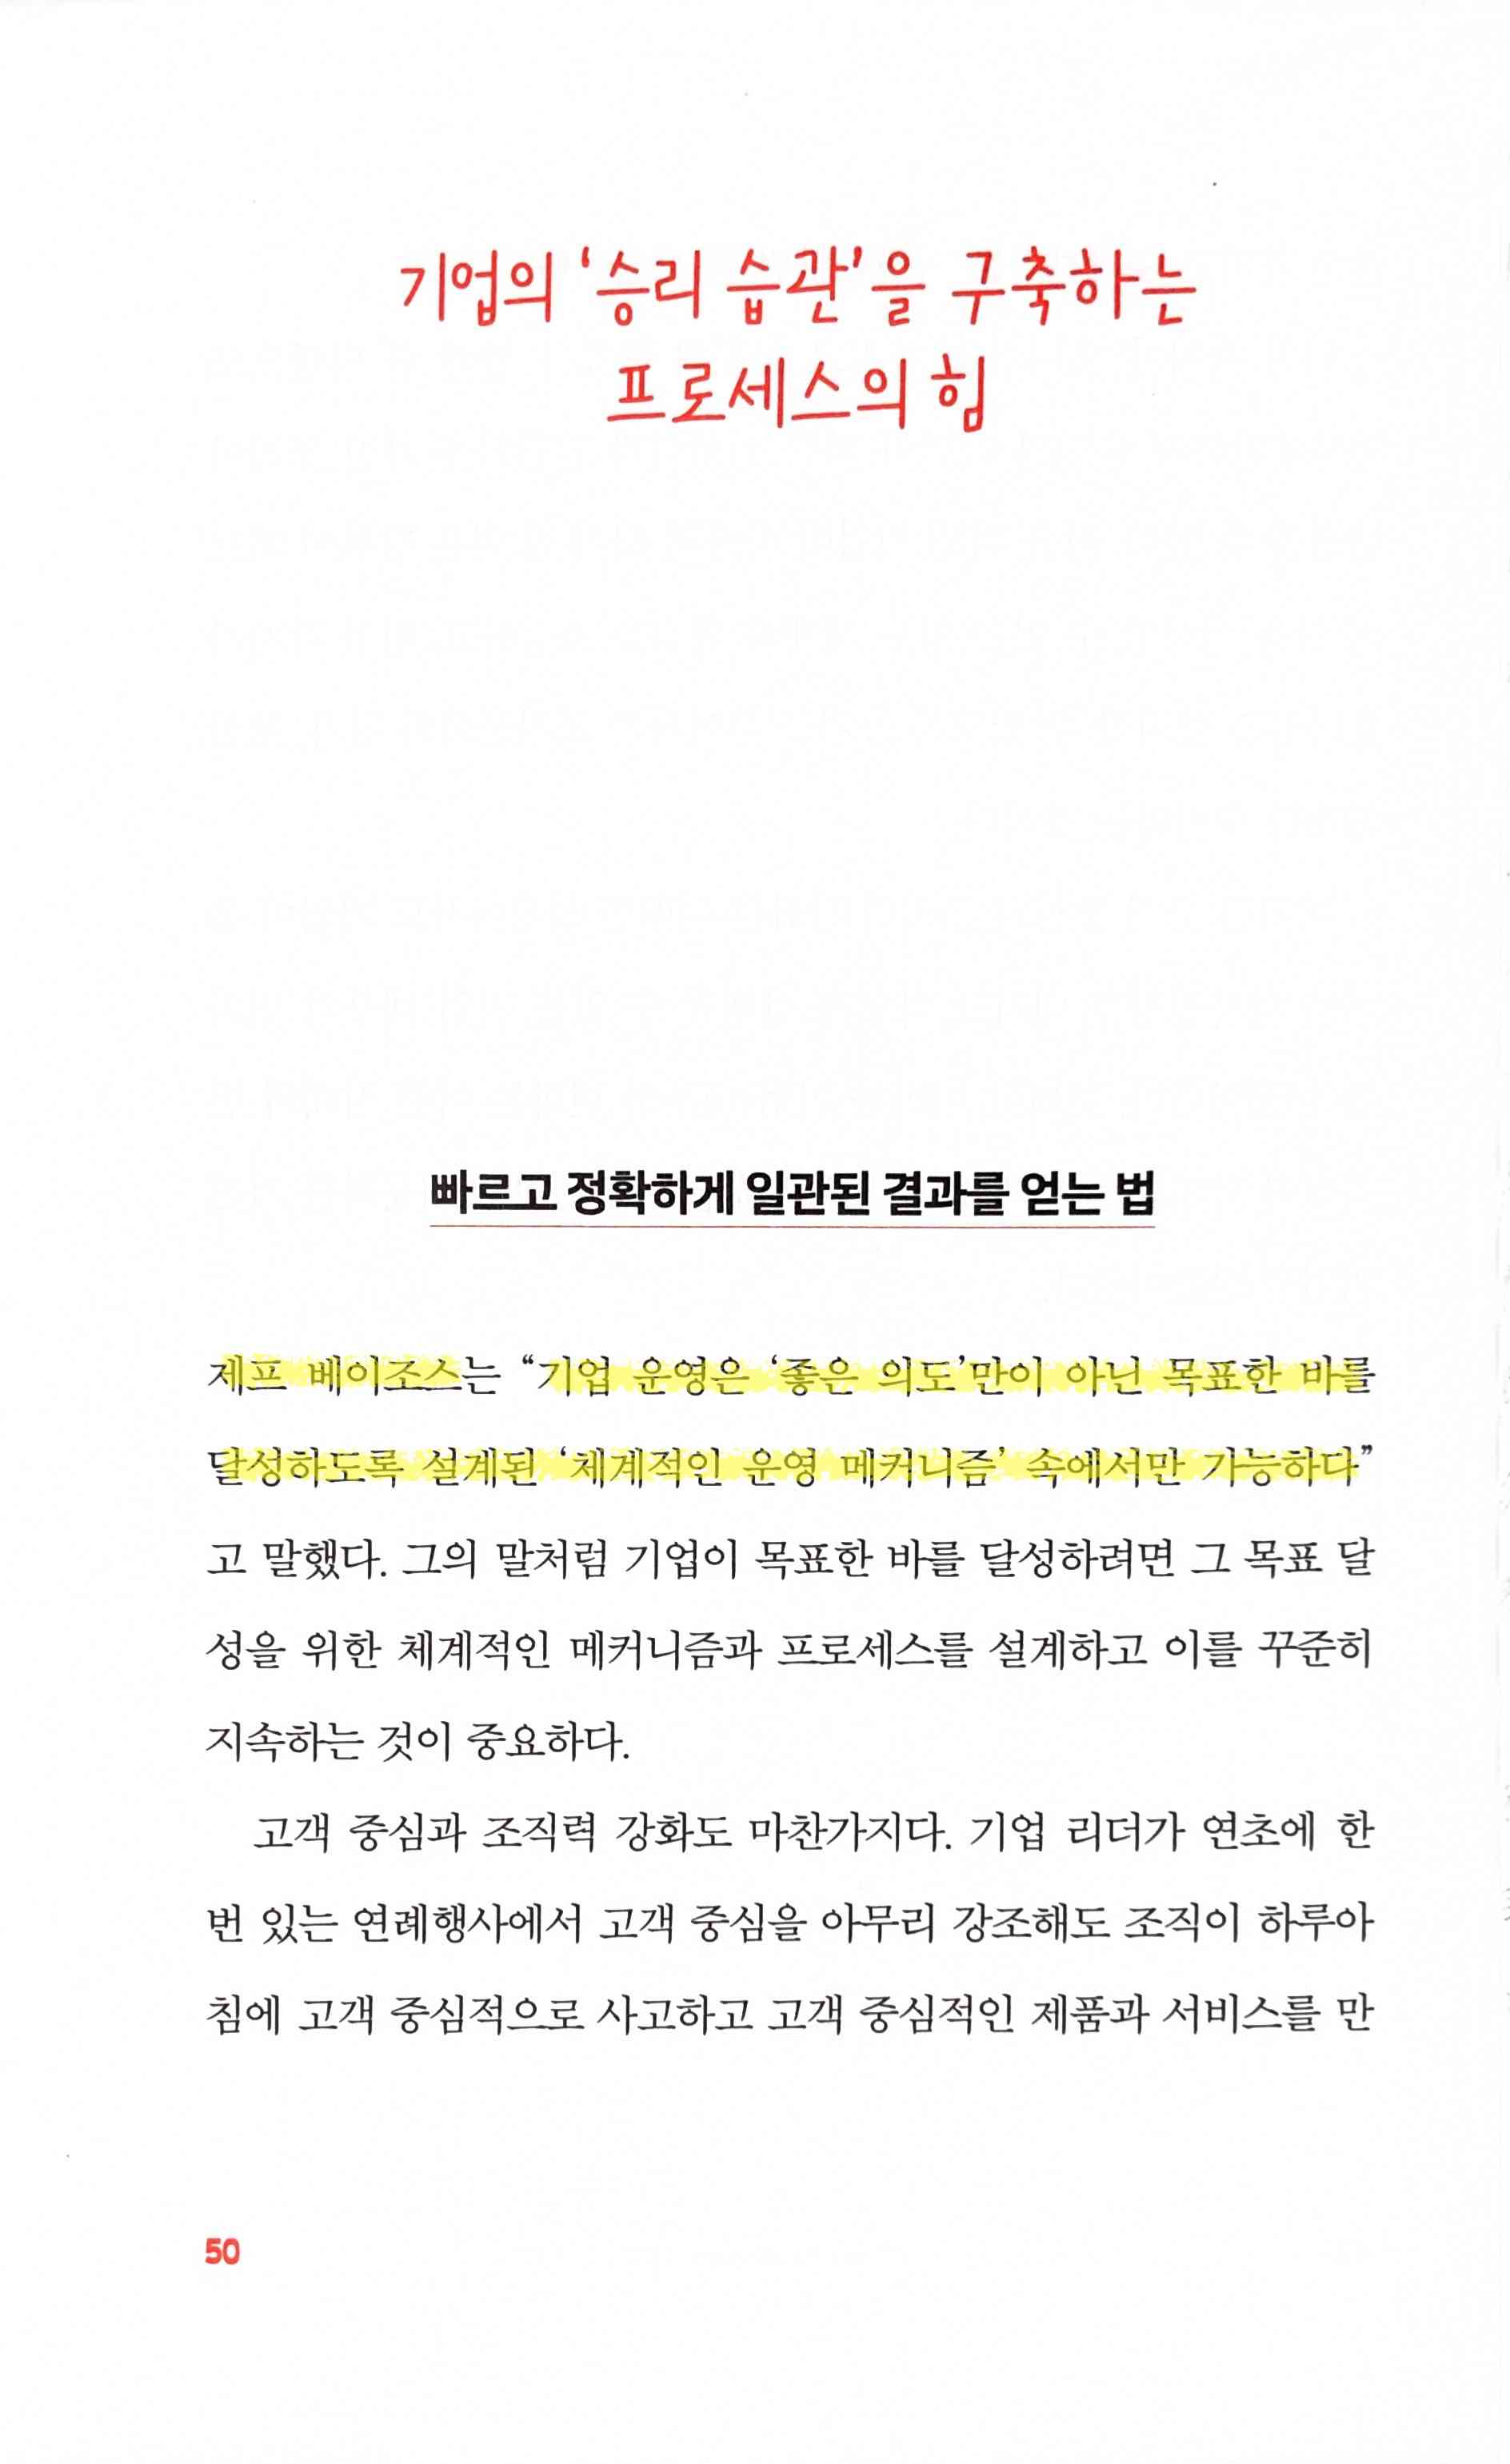 기업의 ‘승리 습관’을 구축하는
프로세스의 힘
빠르고 정확하게 일관된 결과를 얻는 법
제프 베이조스는 “기업 운영은 ‘좋은 의도’만이 아닌 목표한 바를
달성하도록 설계된 ‘체계적인 운영 메커니즘’ 속에서만 가능하다”
고 말했다. 그의 말처럼 기업이 목표한 바를 달성하려면 그 목표 달
성을 위한 체계적인 메커니즘과 프로세스를 설계하고 이를 꾸준히
지속하는 것이 중요하다.
고객 중심과 조직력 강화도 마찬가지다. 기업 리더가 연초에 한
번 있는 연례행사에서 고객 중심을 아무리 강조해도 조직이 하루아
침에 고객 중심적으로 사고하고 고객 중심적인 제품과 서비스를 만
50